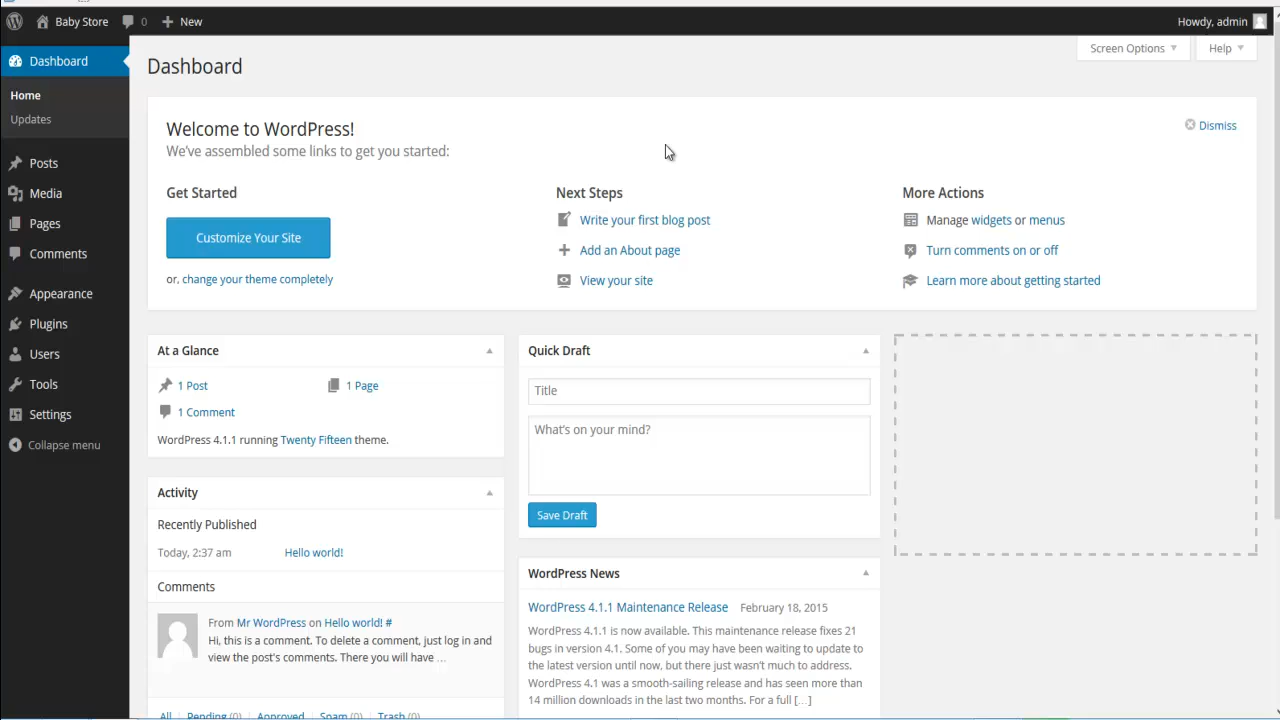 Baby Store 0 New Howdy, admin
Dashboard
Home
Updates
Posts
Media
Pages
Comments
Appearance
Plugins
Users
Tools
Settings
Collapse menu
Screen Options Help
Dashboard
Welcome to WordPress!
We've assembled some links to get you started:
Dismiss
Get Started
Customize Your Site
or, change your theme completely
Next Steps
Write your first blog post
Add an About page
View your site
More Actions
Manage widgets or menus
Turn comments on or off
Learn more about getting started
At a Glance
1 Post 1 Page
1 Comment
WordPress 4.1.1 running Twenty Fifteen theme.
Activity
Recently Published
Today, 2:37 am Hello world!
Comments
From Mr WordPress on Hello world! #
Hi, this is a comment. To delete a comment, just log in and
view the post's comments. There you will have …
All Pending (0) Approved Spam (0) Trash (0)
Quick Draft
Title
What's on your mind?
Save Draft
WordPress News
WordPress 4.1.1 Maintenance Release February 18, 2015
WordPress 4.1.1 is now available. This maintenance release fixes 21
bugs in version 4.1. Some of you may have been waiting to update to
the latest version until now, but there just wasn't much to address.
WordPress 4.1 was a smooth-sailing release and has seen more than
14 million downloads in the last two months. For a full […]